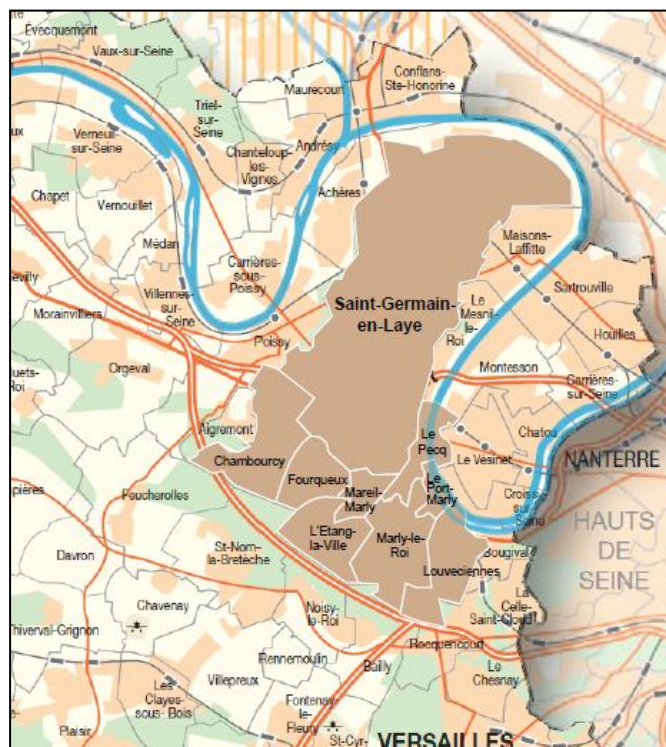 Évecquemont
Vaux-sur-Seine
Conflans-
Ste-Honorine
Maurecourt
Triel-
sur-
Seine
Verneuil-
sur-Seine
Andrésy
Chanteloup-
les-
Vignes
Achères
Chapet
Vernouillet
Médan
Maisons-
Laffitte
Carrières-
sous-
Poissy
Villennes-
sur-
Seine
Saint-Germain-
en-Laye
Le
Mesnil-
le-
Roi
Sartrouville
Morainvilliers
Houilles
Poissy
Orgeval
Montesson
Carrières-
sur-Seine
Aigremont
Chatou
Le
Pecq
Chambourcy
Le Vésinet
NANTERRE
Fourqueux
Mareil-
Marly
Le
Port-
Marly
Croissy
sur
Seine
Feucherolles
L'Etang-
la-Ville
Marly-le-
Roi
HAUTS
DE
SEINE
St-Nom-
la-Bretèche
Bougival
Davron
Louveciennes
La
Celle-
Saint-Cloud
Chavenay
Noisy-
le-Roi
Thiverval-Grignon
Rocquencourt
Rennemoulin
Bailly
Le
Chesnay
Villepreux
Les
Clayes-
sous- Bois
Fontenay-
le-
Fleury
Plaisir
St-Cyr-
VERSAILLES